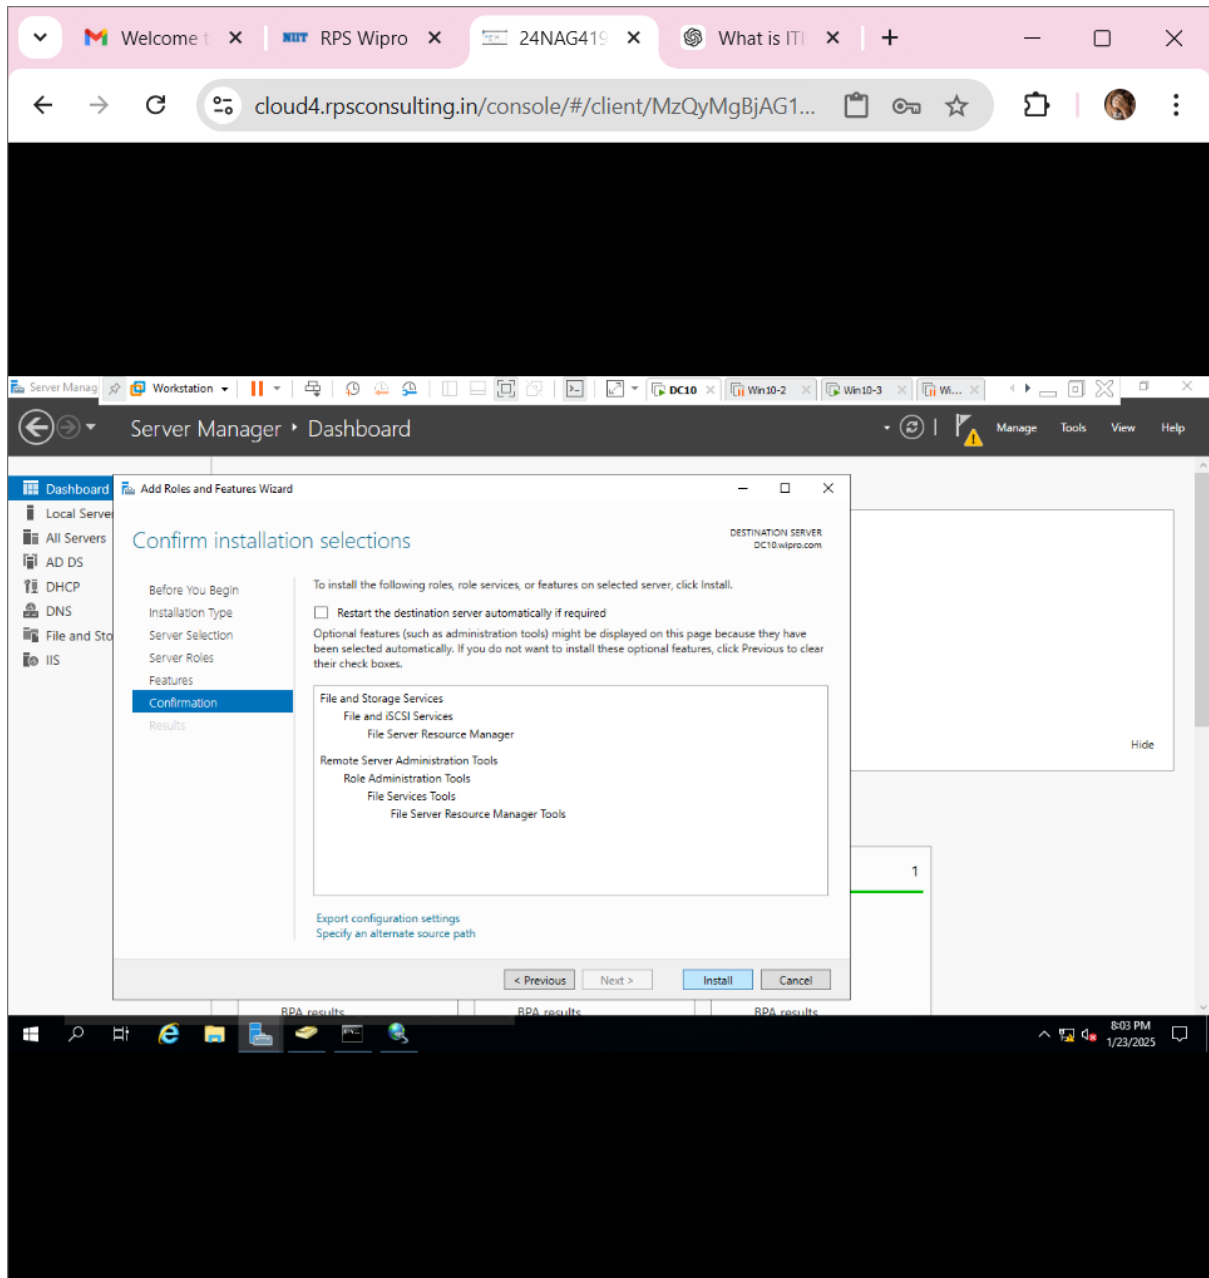 Welcome t
NIIT RPS Wipro
24NAG419
What is ITI
cloud4.rpsconsulting.in/console/#/client/MzQyMgBjAG1...
Server Manag
Workstation
DC10
Win10-2
Win10-3
Wi...
Server Manager ‣ Dashboard
Manage
Tools
View
Help
Dashboard
Local Server
All Servers
AD DS
DHCP
DNS
File and Sto
IIS
Add Roles and Features Wizard
Confirm installation selections
DESTINATION SERVER
DC10.wipro.com
Before You Begin
Installation Type
Server Selection
Server Roles
Features
Confirmation
Results
To install the following roles, role services, or features on selected server, click Install.
Restart the destination server automatically if required
Optional features (such as administration tools) might be displayed on this page because they have
been selected automatically. If you do not want to install these optional features, click Previous to clear
their check boxes.
File and Storage Services
File and iSCSI Services
File Server Resource Manager
Remote Server Administration Tools
Role Administration Tools
File Services Tools
File Server Resource Manager Tools
Export configuration settings
Specify an alternate source path
< Previous
Next >
Install
Cancel
Hide
1
BPA results
BPA results
BPA results
8:03 PM
1/23/2025